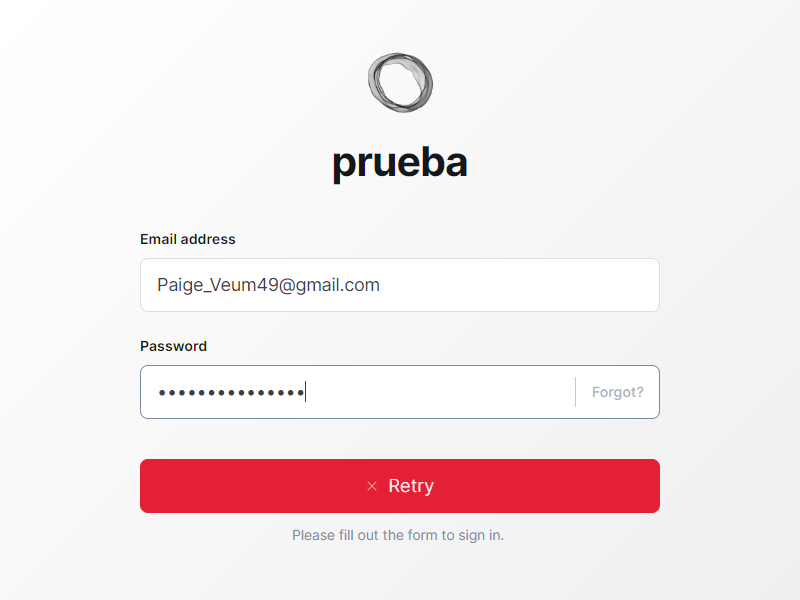 prueba
Email address
Paige_Veum49@gmail.com
Password
•••••••••••••••
Forgot?
Retry
Please fill out the form to sign in.